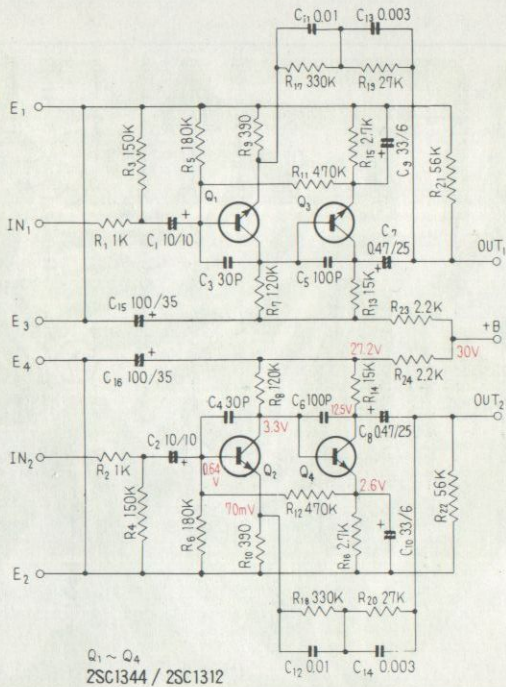 C11 0.01 C13 0.003
R17 330K R19 27K
E1
R3 150K
R5 180K
R9 390
R15 2.7K
C9 33/6
R21 56K
R11 470K
Q1
Q3
IN1
R1 1K
C1 10/10
+
C3 30P
R7 120K
C5 100P
R13 15K
C7
0.47/25
+
OUT1
C15 100/35
+
R23 2.2K
E3
+B
E4
27.2V
30V
C16 100/35
+
R24 2.2K
R8 120K
R14 15K
C4 30P
C6 100P
12.5V
+
OUT2
C2 10/10
3.3V
C8 0.47/25
IN2
R2 1K
+
0.64
V
Q2
Q4
2.6V
R4 150K
R6 180K
70mV
R12 470K
R10 390
R16 2.7K
+
C10 33/6
R22 56K
E2
R18 330K R20 27K
C12 0.01 C14 0.003
Q1 ~ Q4
2SC1344 / 2SC1312